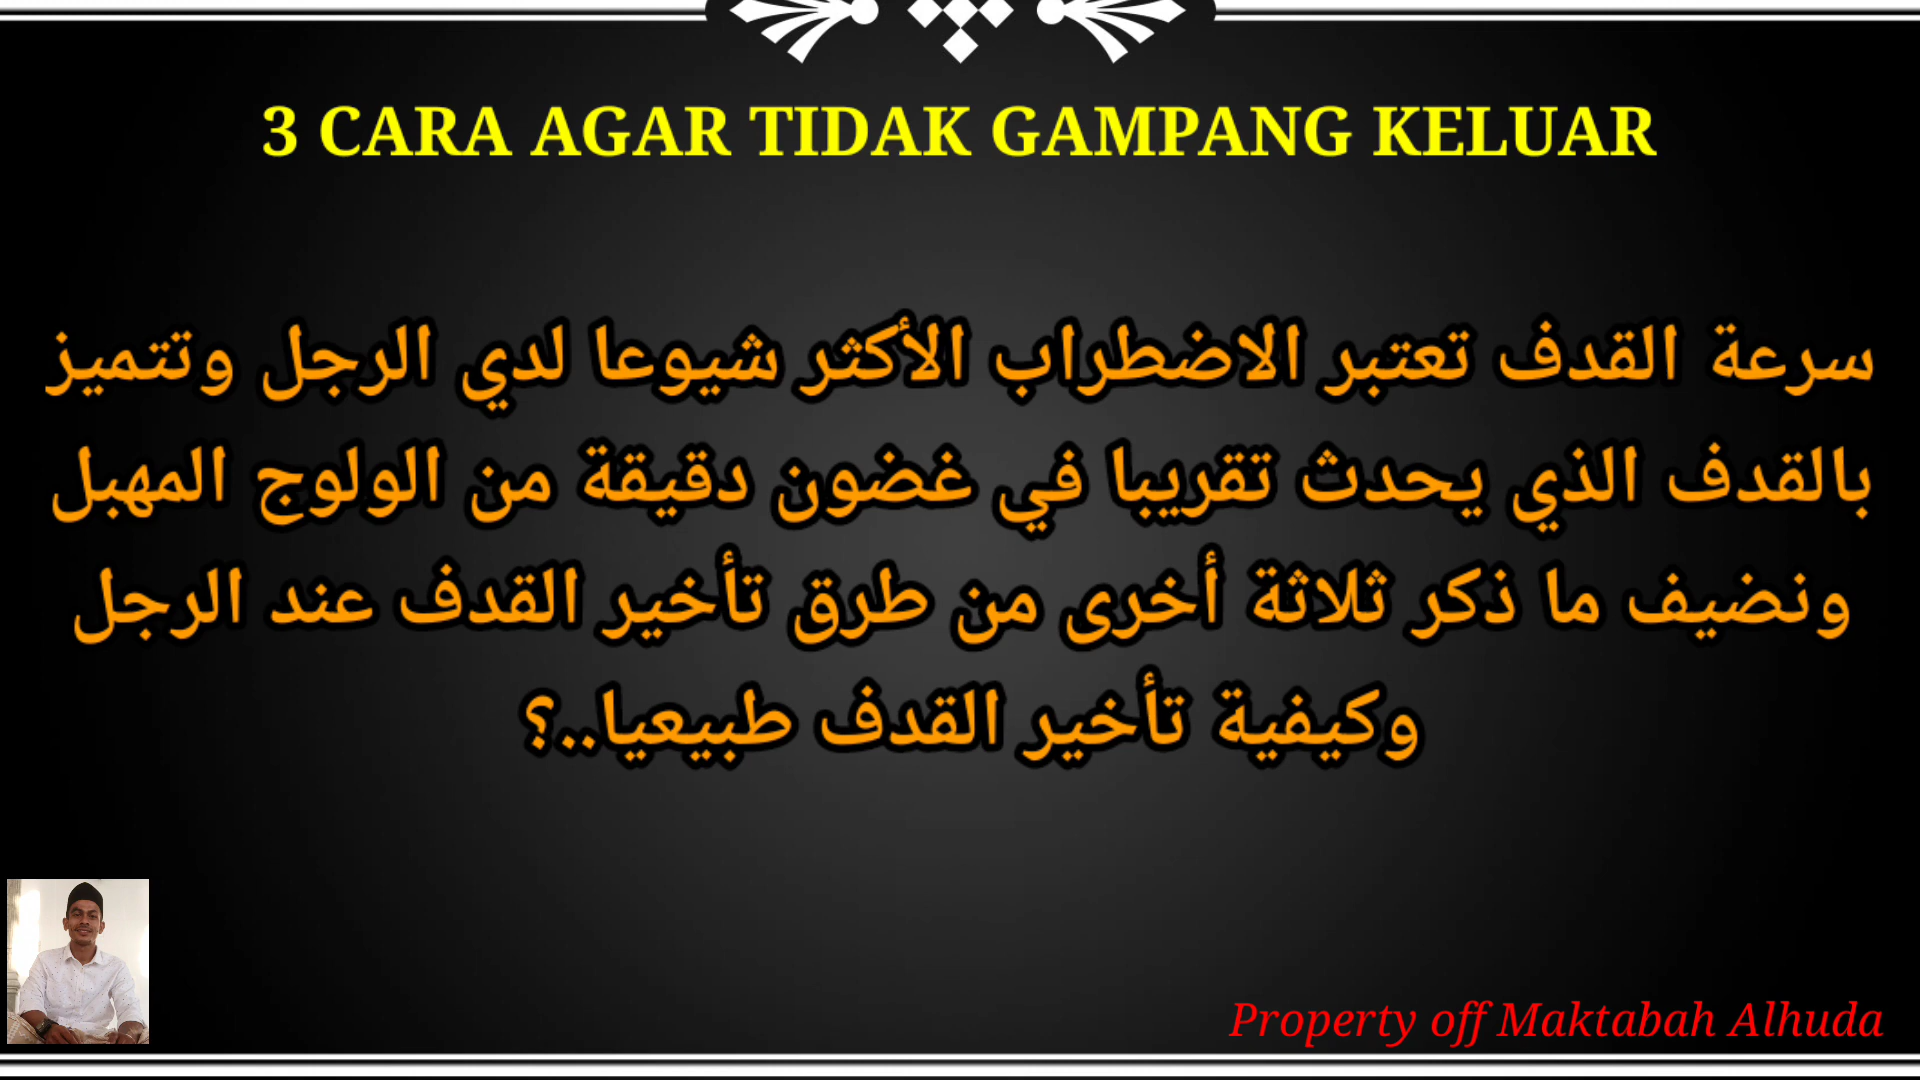 3 CARA AGAR TIDAK GAMPANG KELUAR
سرعة القدف تعتبر الاضطراب الأكثر شيوعا لدي الرجل وتتميز
بالقدف الذي يحدث تقريبا في غضون دقيقة من الولوج المهبل
ونضيف ما ذكر ثلاثة أخرى من طرق تأخير القدف عند الرجل
وكيفية تأخير القدف طبيعيا..؟
Property off Maktabah Alhuda